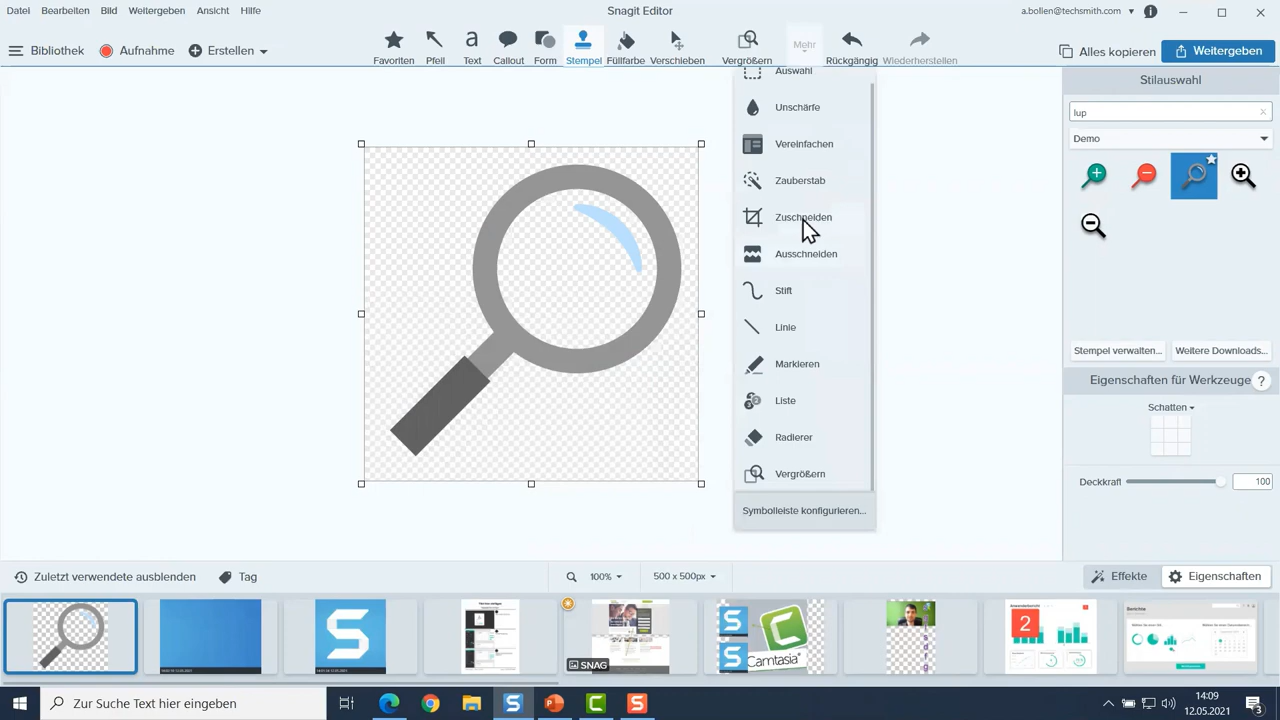 Datei Bearbeiten Bild Weitergeben Ansicht Hilfe
Snagit Editor
a.bollen@techsmith.com
Bibliothek
Aufnahme
Erstellen
Favoriten
Pfeil
Text
Callout
Form
Stempel
Füllfarbe
Verschieben
Vergrößern
Mehr
Rückgängig
Wiederherstellen
Alles kopieren
Weitergeben
Auswahl
Unschärfe
Vereinfachen
Zauberstab
Zuschneiden
Ausschneiden
Stift
Linie
Markieren
Liste
Radierer
Vergrößern
Symbolleiste konfigurieren...
Stilauswahl
lup
Demo
Stempel verwalten...
Weitere Downloads...
Eigenschaften für Werkzeuge
Schatten
Deckkraft
100
Zuletzt verwendete ausblenden
Tag
100%
500 x 500px
Effekte
Eigenschaften
SNAG
Camtasia
2
Berichte
Zur Suche Text hier eingeben
14:09
12.05.2021
3